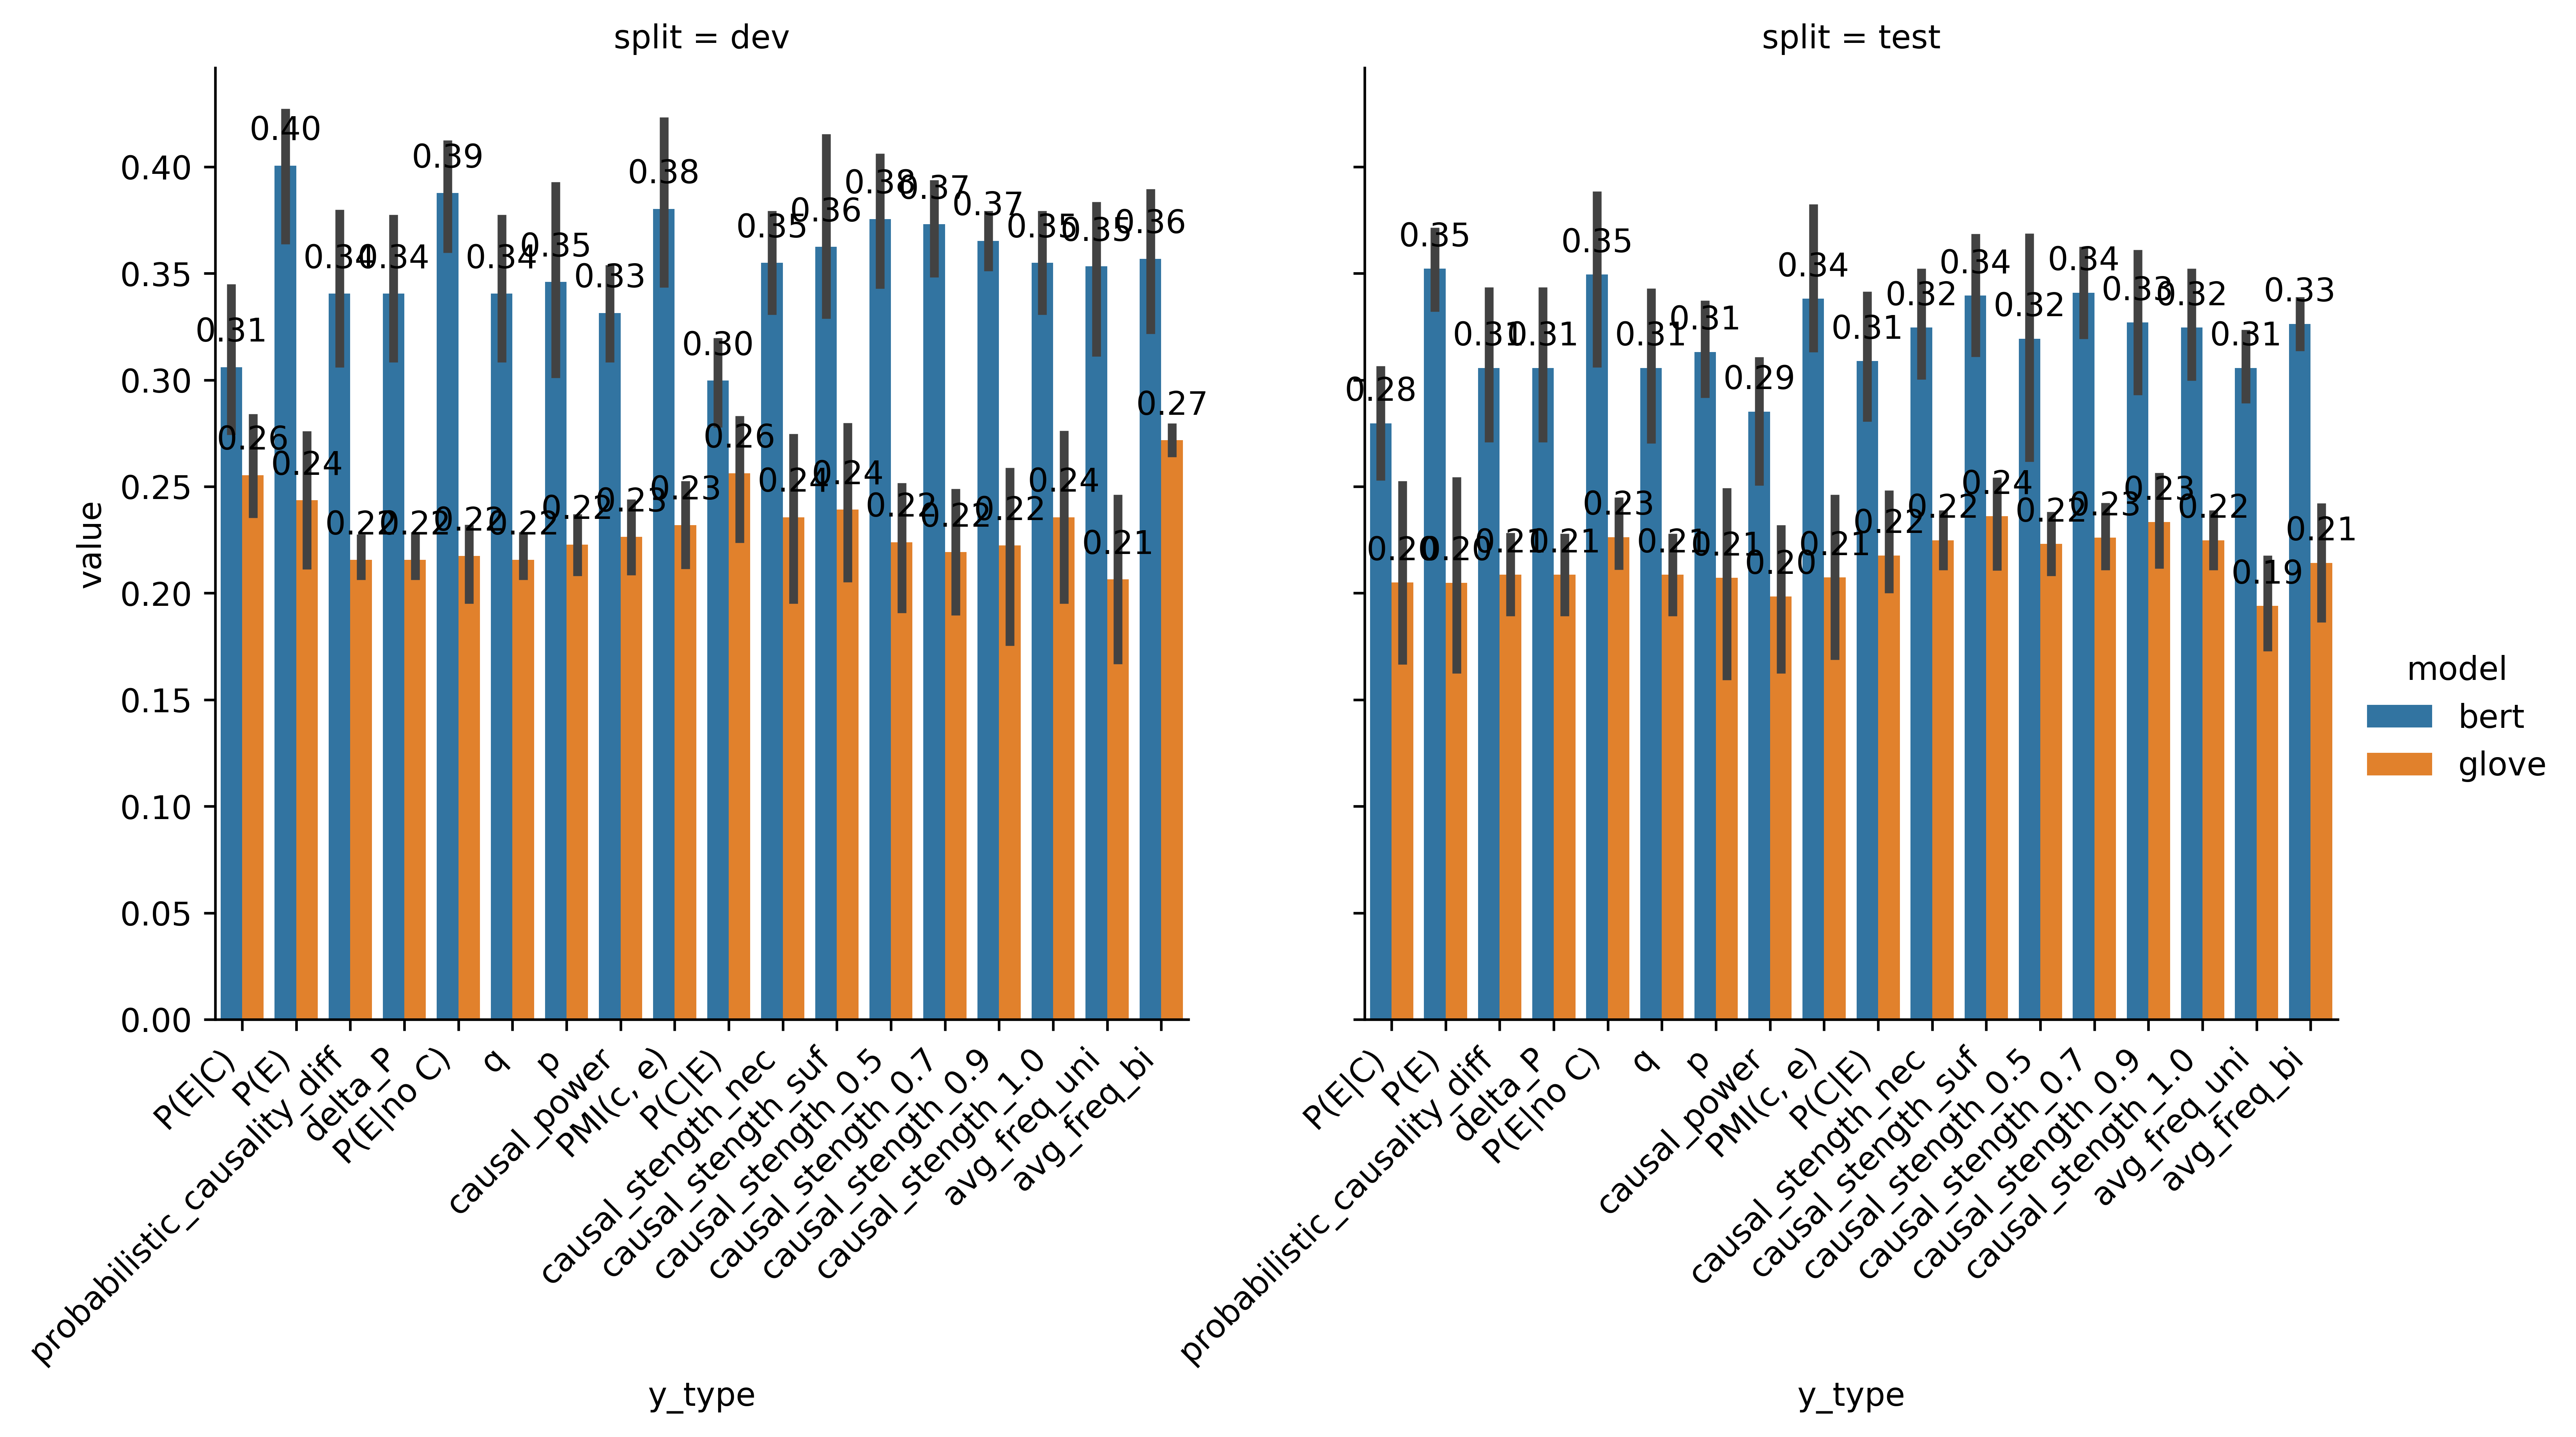 split = dev
0.40
0.39
0.38
0.38
0.37
0.37
0.36
0.36
0.35
0.35
0.35
0.35
0.34
0.34
0.34
0.33
0.31
0.30
0.27
0.26
0.26
0.24
0.24
0.24
0.24
0.23
0.23
0.22
0.22
0.22
0.22
0.22
0.22
0.22
0.22
0.21
value
0.40
0.35
0.30
0.25
0.20
0.15
0.10
0.05
0.00
P(E|C)
P(E)
probabilistic_causality_diff
delta_P
P(E|no C)
q
p
causal_power
PMI(c, e)
P(C|E)
causal_stength_nec
causal_stength_suf
causal_stength_0.5
causal_stength_0.7
causal_stength_0.9
causal_stength_1.0
avg_freq_uni
avg_freq_bi
y_type
split = test
0.35
0.35
0.34
0.34
0.34
0.33
0.33
0.32
0.32
0.32
0.31
0.31
0.31
0.31
0.31
0.31
0.29
0.28
0.24
0.23
0.23
0.23
0.22
0.22
0.22
0.22
0.21
0.21
0.21
0.21
0.21
0.21
0.20
0.20
0.20
0.19
P(E|C)
P(E)
probabilistic_causality_diff
delta_P
P(E|no C)
q
p
causal_power
PMI(c, e)
P(C|E)
causal_stength_nec
causal_stength_suf
causal_stength_0.5
causal_stength_0.7
causal_stength_0.9
causal_stength_1.0
avg_freq_uni
avg_freq_bi
y_type
model
bert
glove